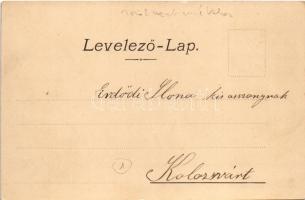 Levelező-Lap.
Erdődi Ilona kisasszonynak
Kolozsvárt